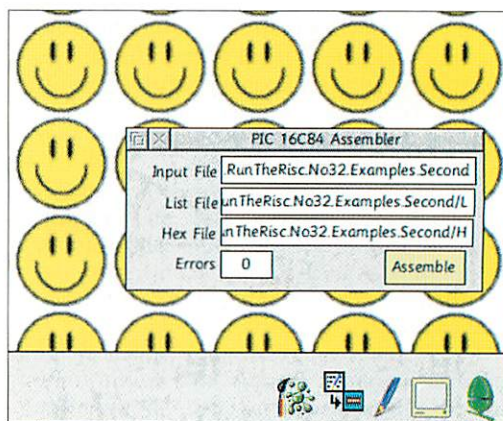 PIC 16C84 Assembler
Input File .RunTheRisc.No32.Examples.Second
List File unTheRisc.No32.Examples.Second/L
Hex File nTheRisc.No32.Examples.Second/H
Errors 0 Assemble